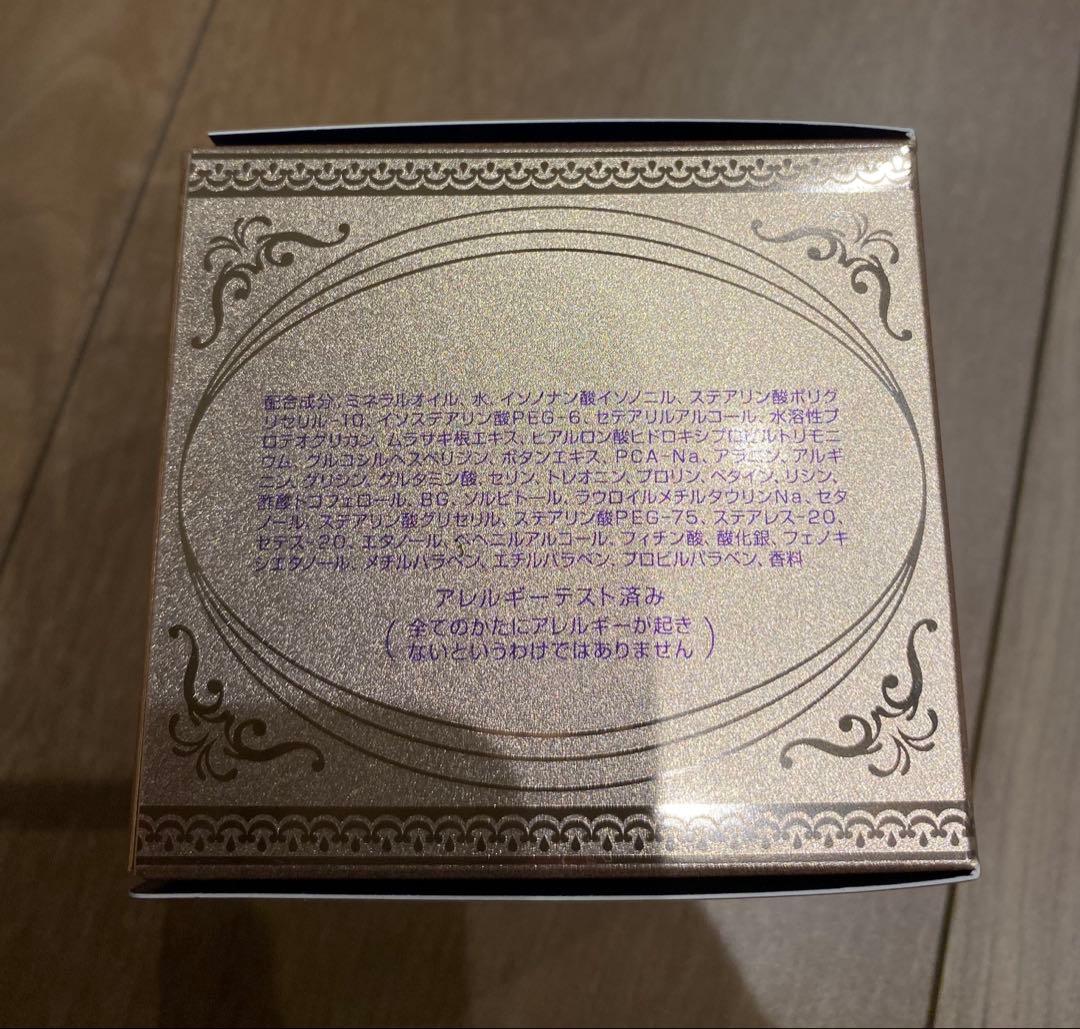 配合成分、ミネラルオイル、水、イソノナン酸イソノニル、ステアリン酸ポリグ
リセリル-10、イソステアリン酸PEG-6、セテアリルアルコール、水溶性プ
ロテオグリカン、ムラサキ根エキス、ヒアルロン酸ヒドロキシプロピルトリモニ
ウム、グルコシルヘスペリジン、ボタンエキス、PCA-Na、アラニン、アルギ
ニン、グリシン、グルタミン酸、セリン、トレオニン、プロリン、ベタイン、リシン、
酢酸トコフェロール、BG、ソルビトール、ラウロイルメチルタウリンNa、セタ
ノール、ステアリン酸グリセリル、ステアリン酸PEG-75、ステアレス-20、
セテス-20、エタノール、ベヘニルアルコール、フィチン酸、酸化銀、フェノキ
シエタノール、メチルパラベン、エチルパラベン、プロピルパラベン、香料
アレルギーテスト済み
(全てのかたにアレルギーが起き
ないというわけではありません)